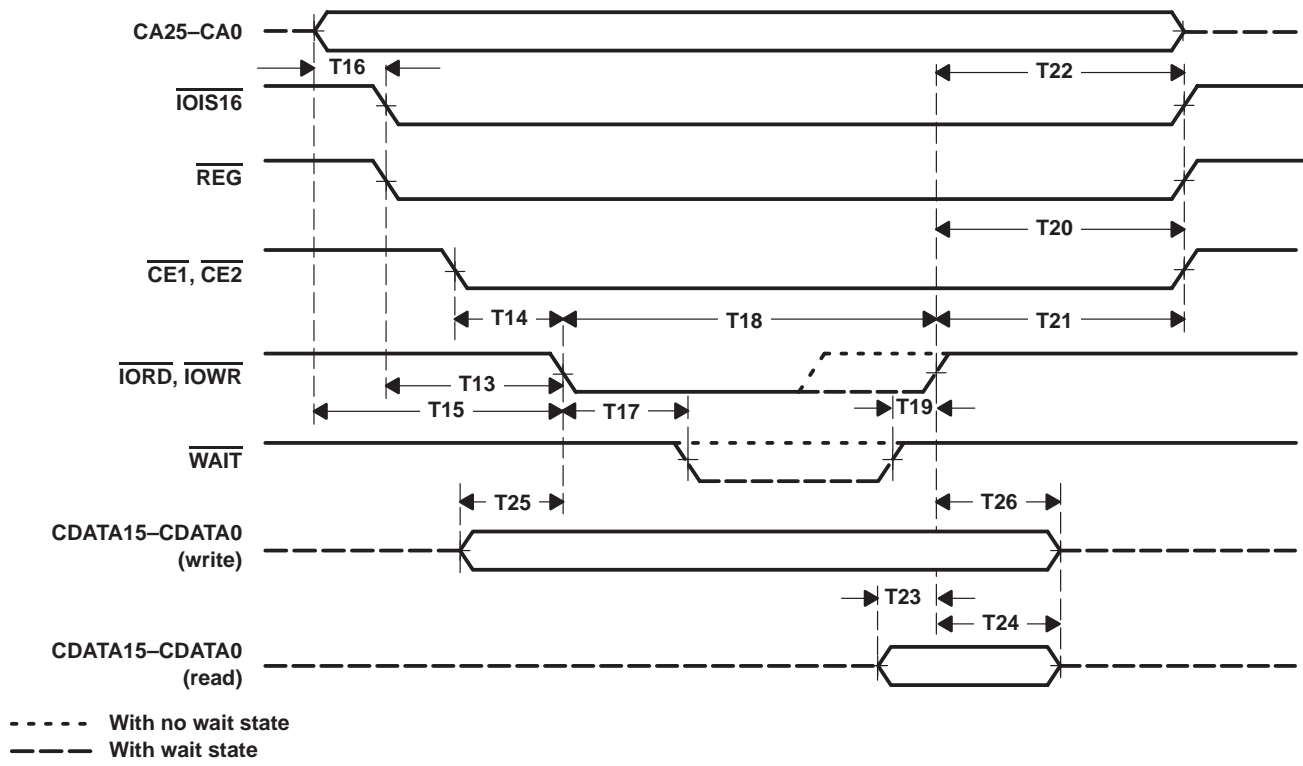 CA25–CA0
T16
T22
IOIS16
REG
T20
CE1, CE2
T14
T18
T21
IORD, IOWR
T13
T19
T15
T17
WAIT
T25
T26
CDATA15–CDATA0
(write)
T23
T24
CDATA15–CDATA0
(read)
With no wait state
With wait state